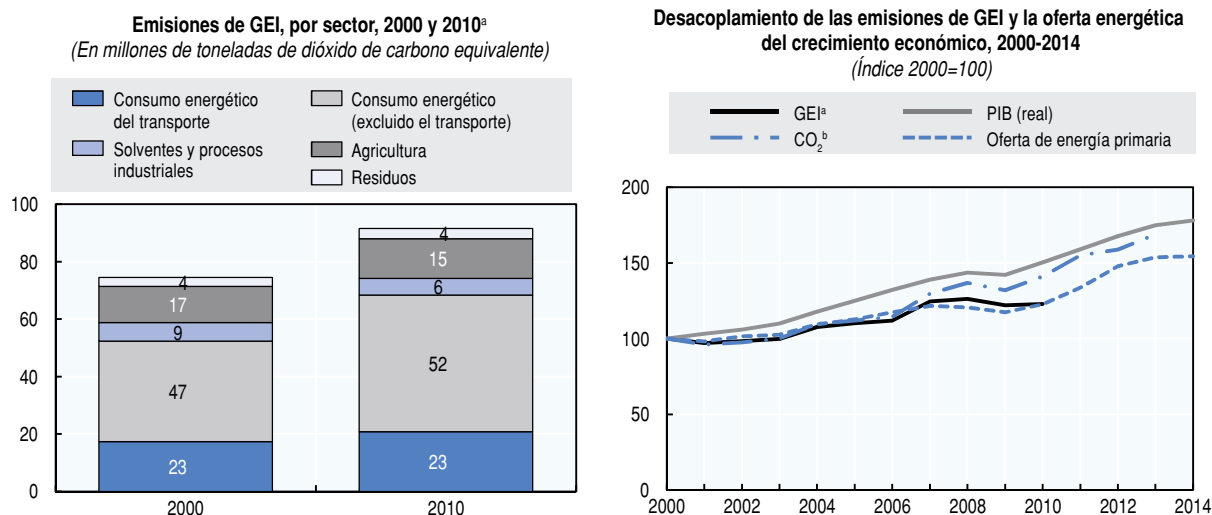 Emisiones de GEI, por sector, 2000 y 2010ª
(En millones de toneladas de dióxido de carbono equivalente)
Consumo energético
del transporte
Consumo energético
(excluido el transporte)
Solventes y procesos
industriales
Agricultura
Residuos
100
80
60
40
20
0
4
17
9
47
23
4
15
6
52
23
2000
2010
Desacoplamiento de las emisiones de GEI y la oferta energética
del crecimiento económico, 2000-2014
(Índice 2000=100)
GEIª
PIB (real)
CO₂ᵇ
Oferta de energía primaria
200
150
100
50
0
2000 2002 2004 2006 2008 2010 2012 2014